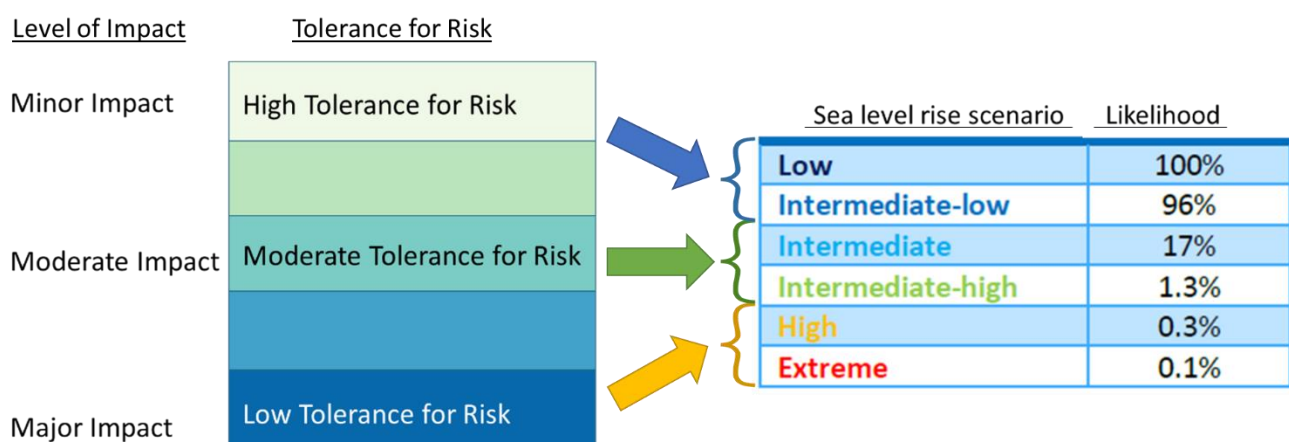 Level of Impact
Tolerance for Risk
Minor Impact
High Tolerance for Risk
Moderate Impact
Moderate Tolerance for Risk
Major Impact
Low Tolerance for Risk
Sea level rise scenario Likelihood
Low 100%
Intermediate-low 96%
Intermediate 17%
Intermediate-high 1.3%
High 0.3%
Extreme 0.1%